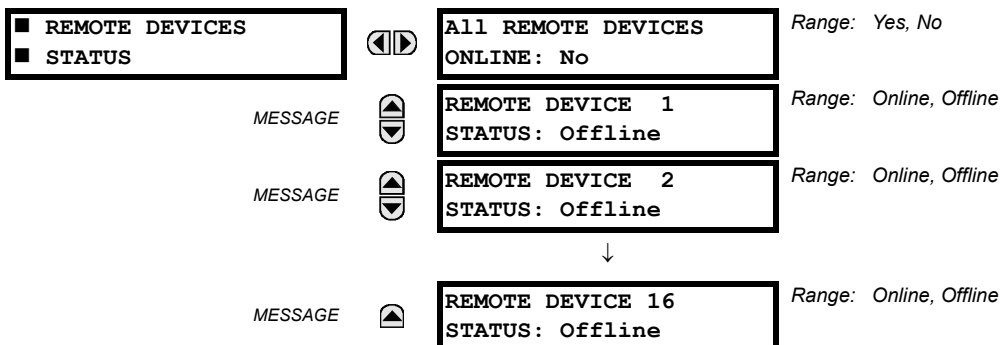 ■ REMOTE DEVICES
■ STATUS
All REMOTE DEVICES
ONLINE: No
Range: Yes, No
MESSAGE
REMOTE DEVICE 1
STATUS: Offline
Range: Online, Offline
MESSAGE
REMOTE DEVICE 2
STATUS: Offline
Range: Online, Offline
↓
MESSAGE
REMOTE DEVICE 16
STATUS: Offline
Range: Online, Offline